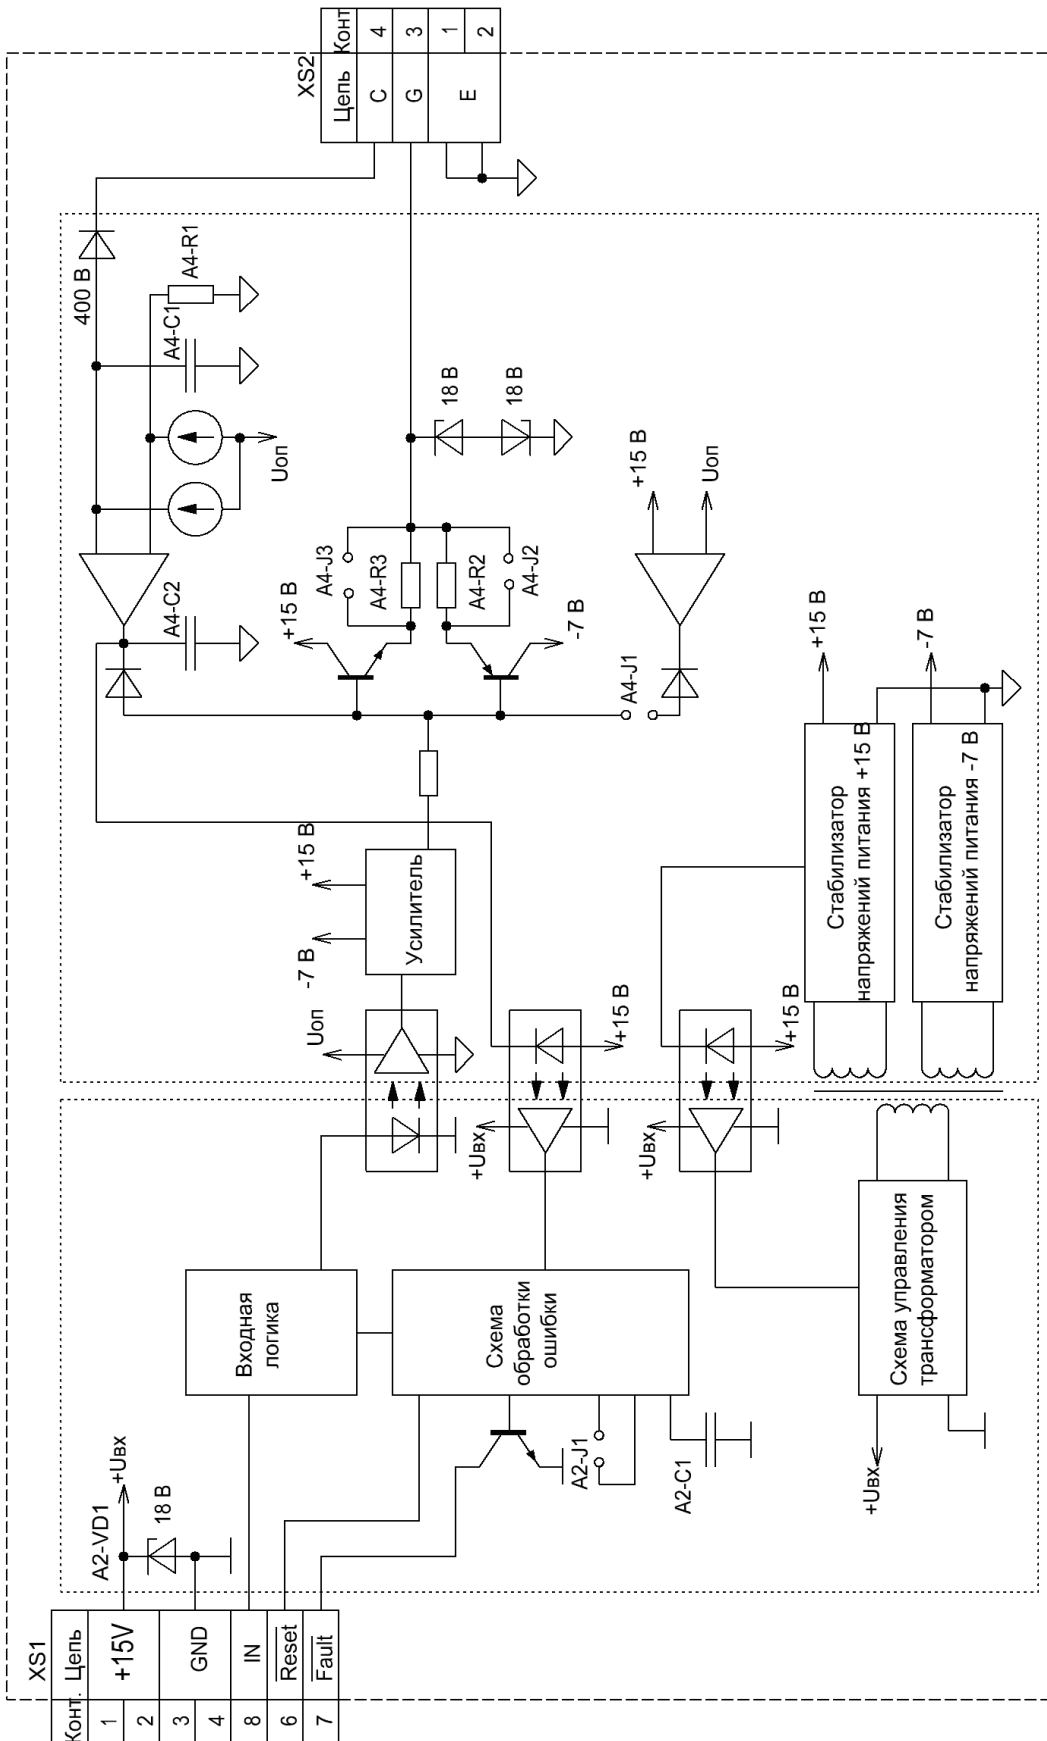 XS2
Цепь Конт
C 4
G 3
E 1
2
400 В
A4-R1
A4-C1
Uоп
A4-C2
18 В
18 В
A4-J3
A4-R3
A4-R2
A4-J2
+15 В
-7 В
A4-J1
+15 В
Uоп
+15 В
-7 В
Стабилизатор
напряжений питания +15 В
Стабилизатор
напряжений питания -7 В
+15 В
-7 В
Усилитель
Uоп
+15 В
+15 В
+Uвх
+Uвх
Входная
логика
Схема
обработки
ошибки
Схема управления
трансформатором
+Uвх
A2-J1
A2-C1
A2-VD1
+Uвх
18 В
XS1
Конт. Цепь
1 +15V
2
3 GND
4
8 IN
6 Reset
7 Fault